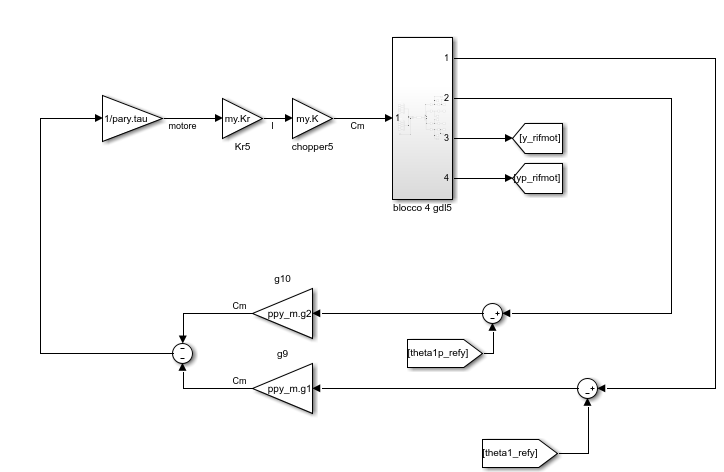 1
2
1/pary.tau
motore
my.Kr
I
my.K
Cm
1
3
[y_rifmot]
Kr5
chopper5
4
[yp_rifmot]
blocco 4 gdl5
g10
Cm
ppy_m.g2
[theta1p_refy]
g9
Cm
ppy_m.g1
[theta1_refy]